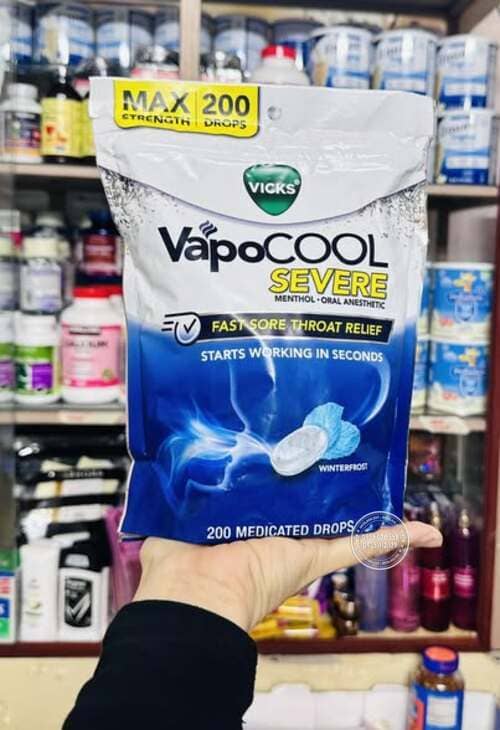 MAX 200
STRENGTH DROPS
VICKS
VapoCOOL
SEVERE
MENTHOL • ORAL ANESTHETIC
FAST SORE THROAT RELIEF
STARTS WORKING IN SECONDS
WINTERFROST
200 MEDICATED DROPS